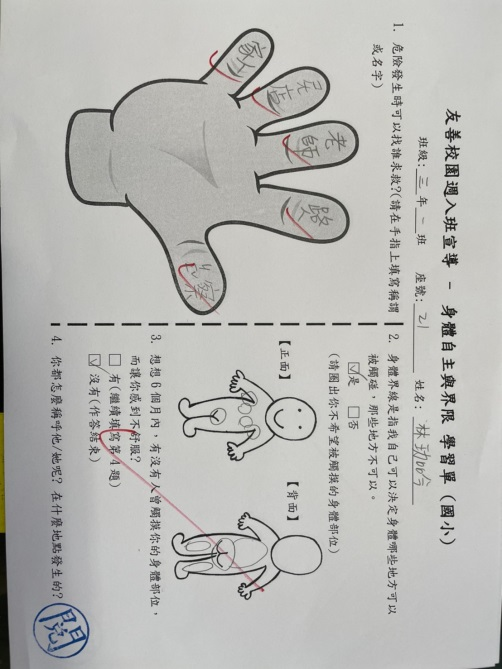 友善校園週入班宣導 - 身體自主與界限 學習單(國小)
班級:三年一班 座號:21 姓名:林
1. 危險發生時可以找誰求救?(請在手指上填寫稱謂
或名字)
家人
店
老師
路
警察
2. 身體界線是指我自己可以決定身體哪些地方可以
被觸碰,那些地方不可以。
☑是 □否
(請圈出你不希望被觸摸的身體部位)
【正面】
【背面】
3. 想想6個月內,有沒有人曾觸摸你的身體部位,
而讓你感到不舒服?
□ 有(繼續填寫第4題)
☑ 沒有(作答結束)
4. 你都怎麼稱呼他/她呢? 在什麼地點發生的?
閱